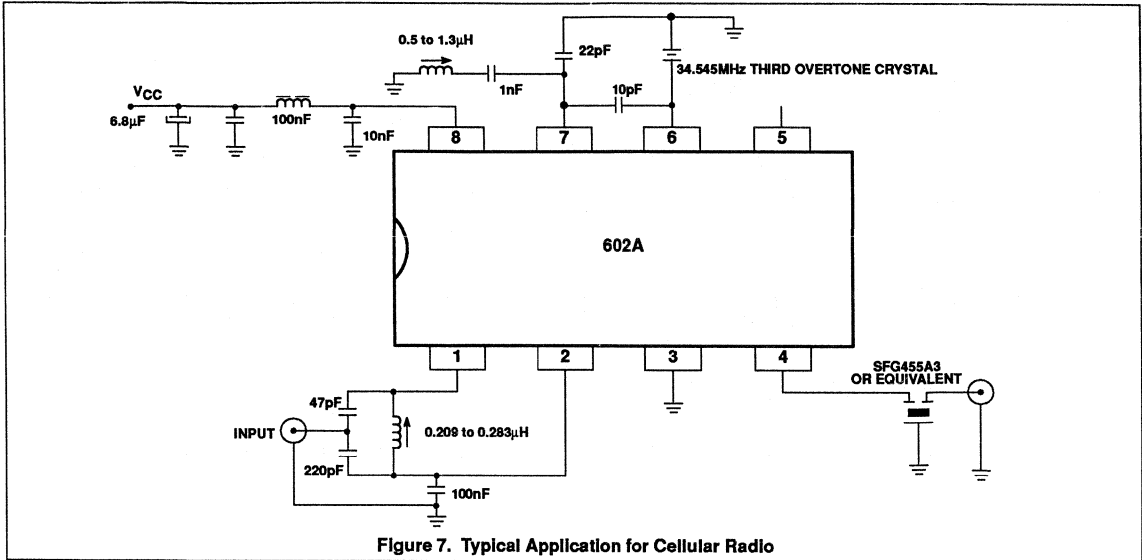 0.5 to 1.3µH
22pF
34.545MHz THIRD OVERTONE CRYSTAL
1nF
10pF
VCC
6.8µF
100nF
10nF
8
7
6
5
602A
1
2
3
4
SFG455A3
OR EQUIVALENT
47pF
INPUT
0.209 to 0.283µH
220pF
100nF
Figure 7. Typical Application for Cellular Radio